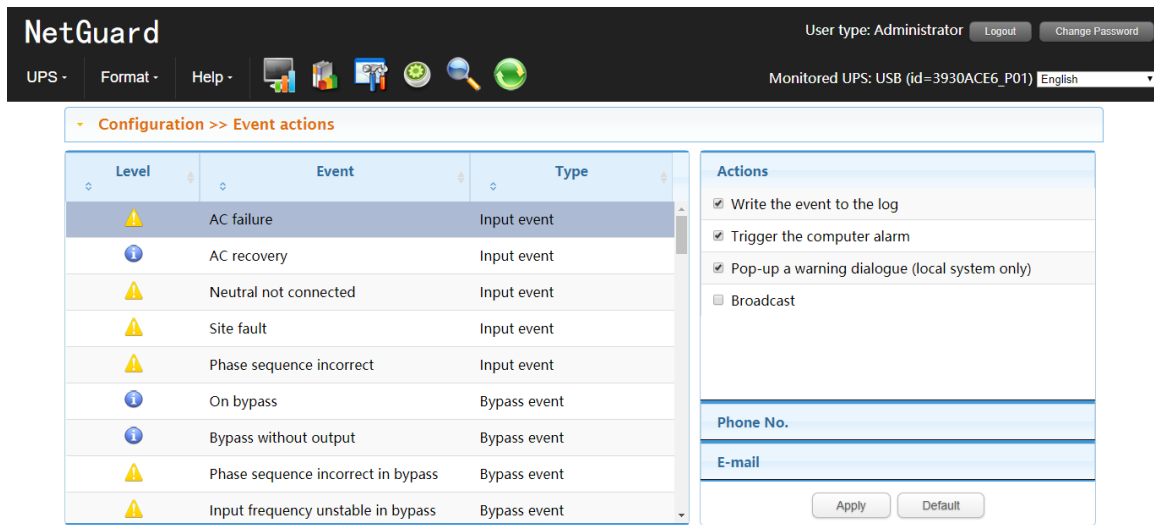 NetGuard
User type: Administrator Logout Change Password
UPS Format Help
Monitored UPS: USB (id=3930ACE6_P01) English
Configuration >> Event actions
Level Event Type
AC failure Input event
AC recovery Input event
Neutral not connected Input event
Site fault Input event
Phase sequence incorrect Input event
On bypass Bypass event
Bypass without output Bypass event
Phase sequence incorrect in bypass Bypass event
Input frequency unstable in bypass Bypass event
Actions
Write the event to the log
Trigger the computer alarm
Pop-up a warning dialogue (local system only)
Broadcast
Phone No.
E-mail
Apply Default